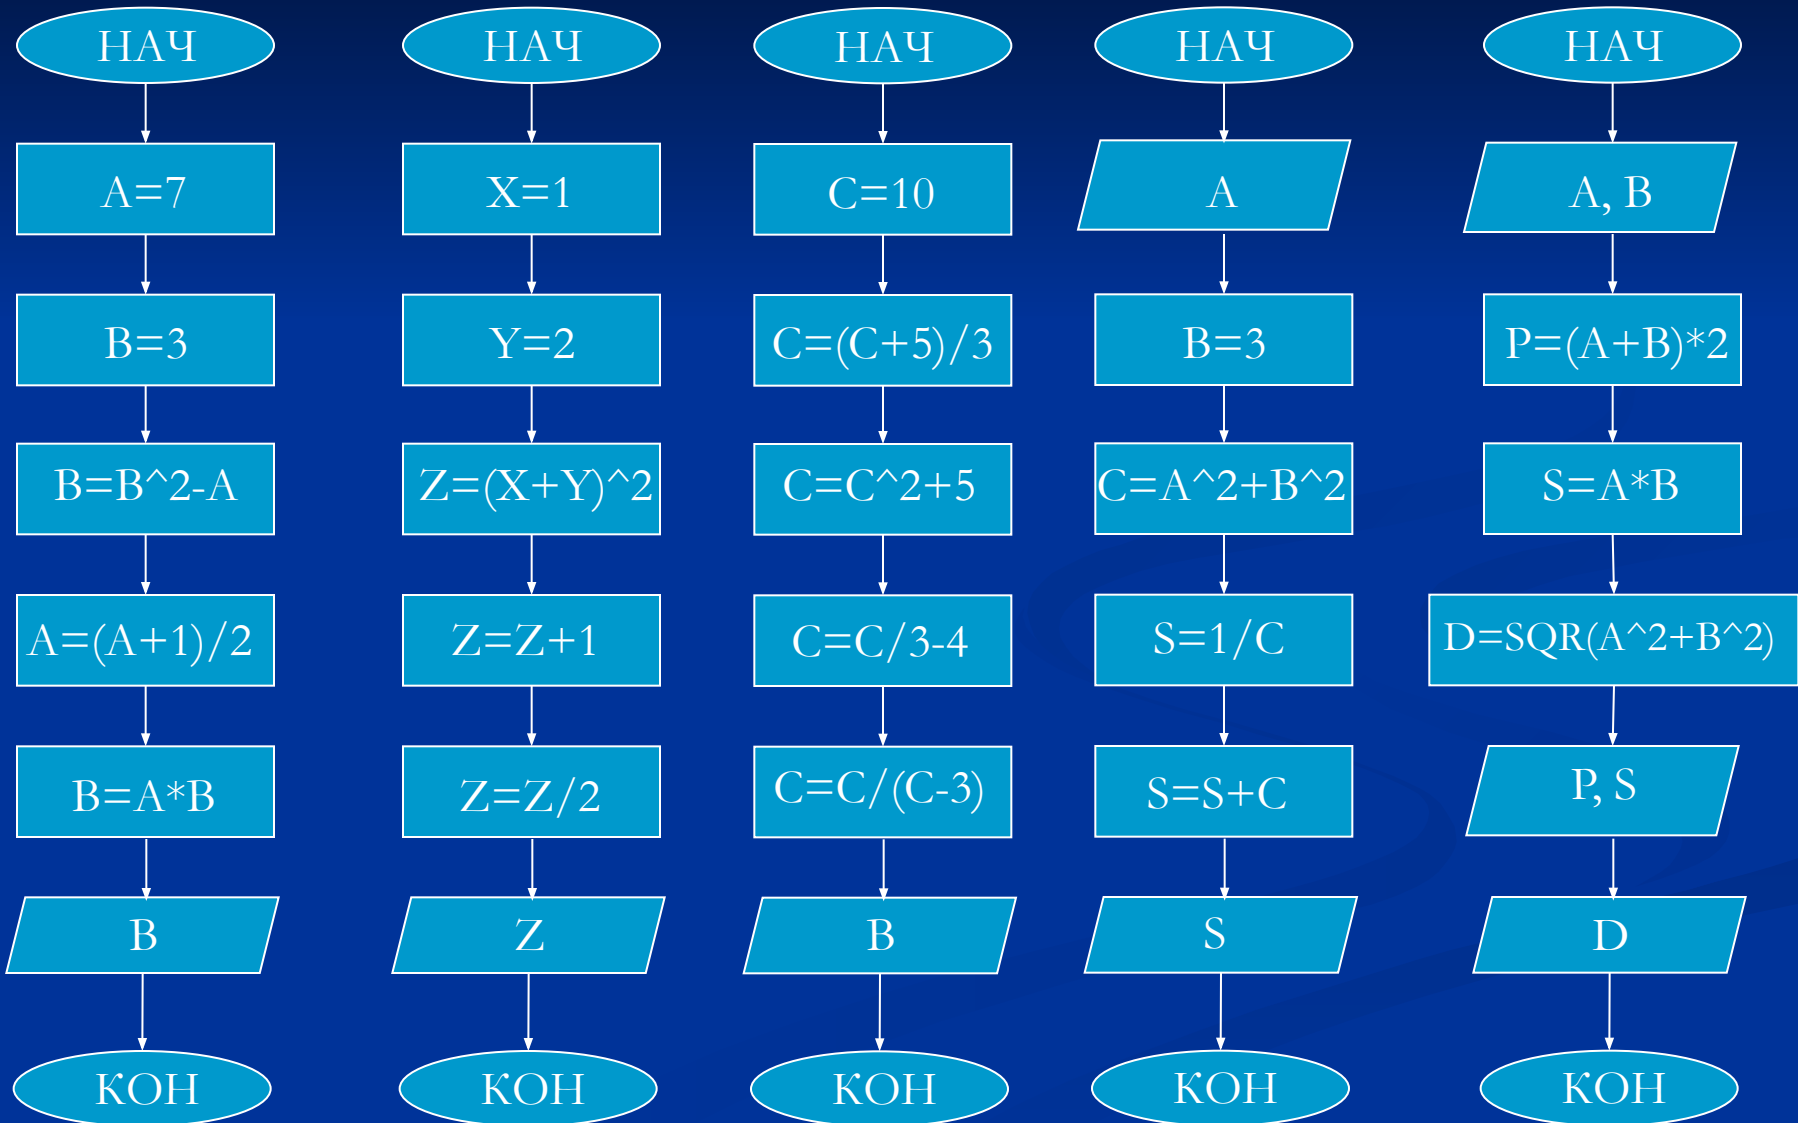 НАЧ
A=7
B=3
B=B^2-A
A=(A+1)/2
B=A*B
B
КОН
НАЧ
X=1
Y=2
Z=(X+Y)^2
Z=Z+1
Z=Z/2
Z
КОН
НАЧ
C=10
C=(C+5)/3
C=C^2+5
C=C/3-4
C=C/(C-3)
B
КОН
НАЧ
A
B=3
C=A^2+B^2
S=1/C
S=S+C
S
КОН
НАЧ
A, B
P=(A+B)*2
S=A*B
D=SQR(A^2+B^2)
P, S
D
КОН